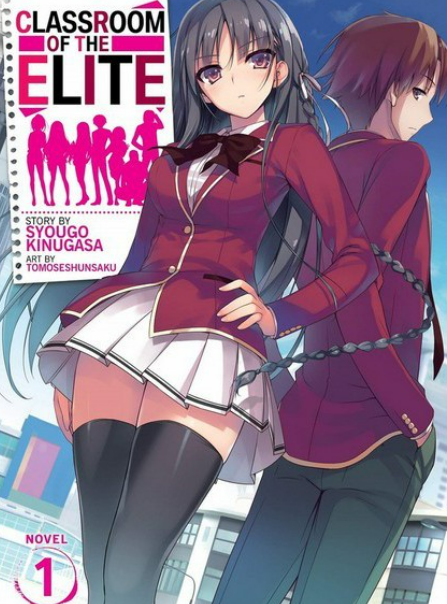 CLASSROOM
OF THE
ELITE
STORY BY
SYOUGO
KINUGASA
ART BY
TOMOSESHUNSAKU
NOVEL
1